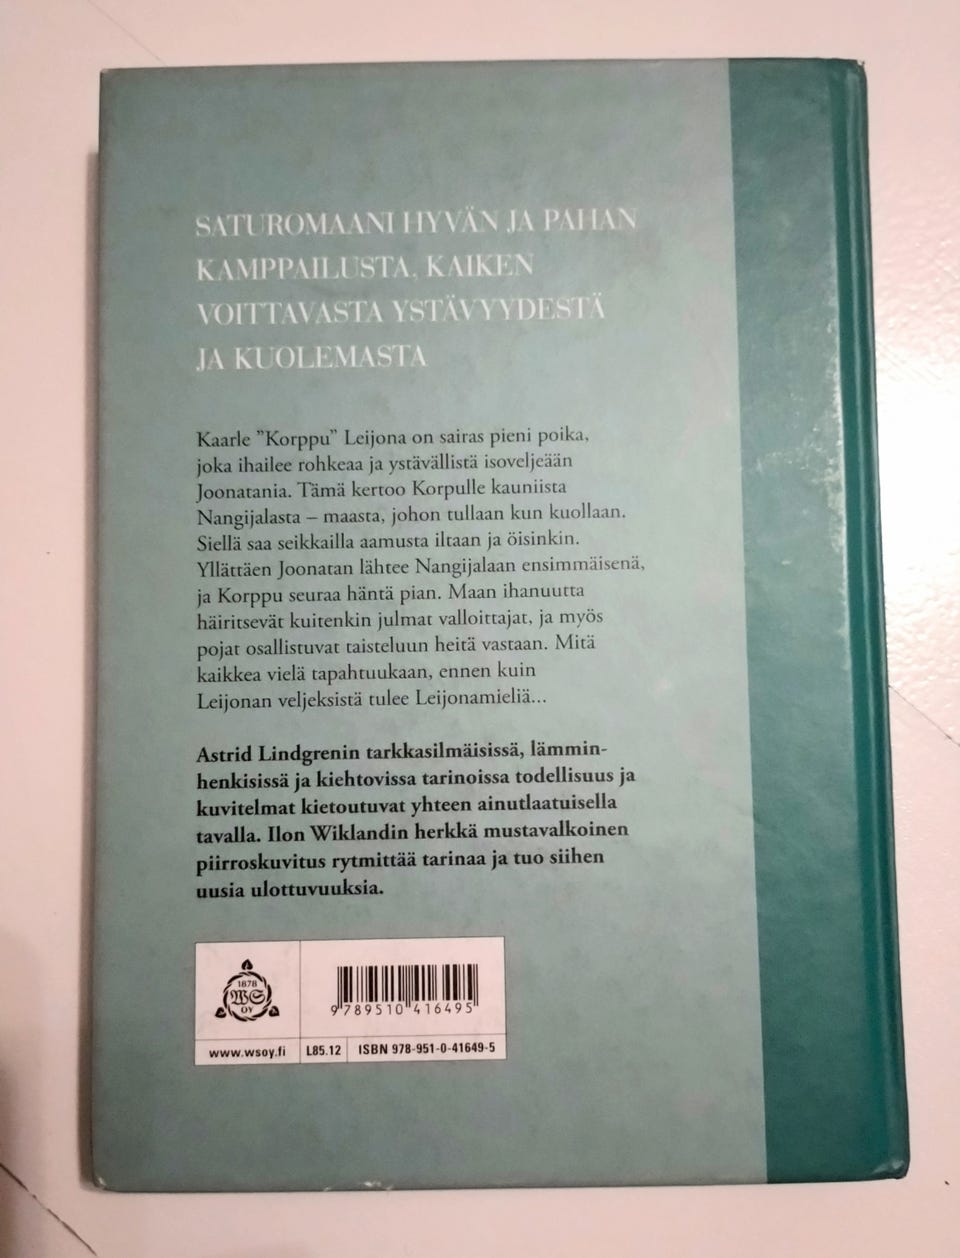 SATUROMAANI HYVÄN JA PAHAN
KAMPPAILUSTA, KAIKEN
VOITTAVASTA YSTÄVYYDESTÄ
JA KUOLEMASTA
Kaarle ”Korppu” Leijona on sairas pieni poika,
joka ihailee rohkeaa ja ystävällistä isoveljeään
Joonatania. Tämä kertoo Korpulle kauniista
Nangijalasta – maasta, johon tullaan kun kuollaan.
Siellä saa seikkailla aamusta iltaan ja öisinkin.
Yllättäen Joonatan lähtee Nangijalaan ensimmäisenä,
ja Korppu seuraa häntä pian. Maan ihanuutta
häiritsevät kuitenkin julmat valloittajat, ja myös
pojat osallistuvat taisteluun heitä vastaan. Mitä
kaikkea vielä tapahtuukaan, ennen kuin
Leijonan veljeksistä tulee Leijonamieliä...
Astrid Lindgrenin tarkkasilmäisissä, lämmin-
henkisissä ja kiehtovissa tarinoissa todellisuus ja
kuvitelmat kietoutuvat yhteen ainutlaatuisella
tavalla. Ilon Wiklandin herkkä mustavalkoinen
piirroskuvitus rytmittää tarinaa ja tuo siihen
uusia ulottuvuuksia.
1878
WS
OY
9 789510 416495
www.wsoy.fi L85.12 ISBN 978-951-0-41649-5